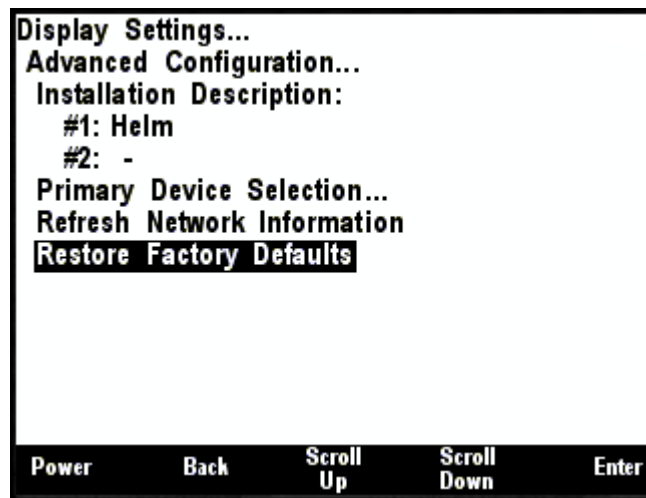 Display Settings...
Advanced Configuration...
Installation Description:
#1: Helm
#2: -
Primary Device Selection...
Refresh Network Information
Restore Factory Defaults
Power Back Scroll Up Scroll Down Enter